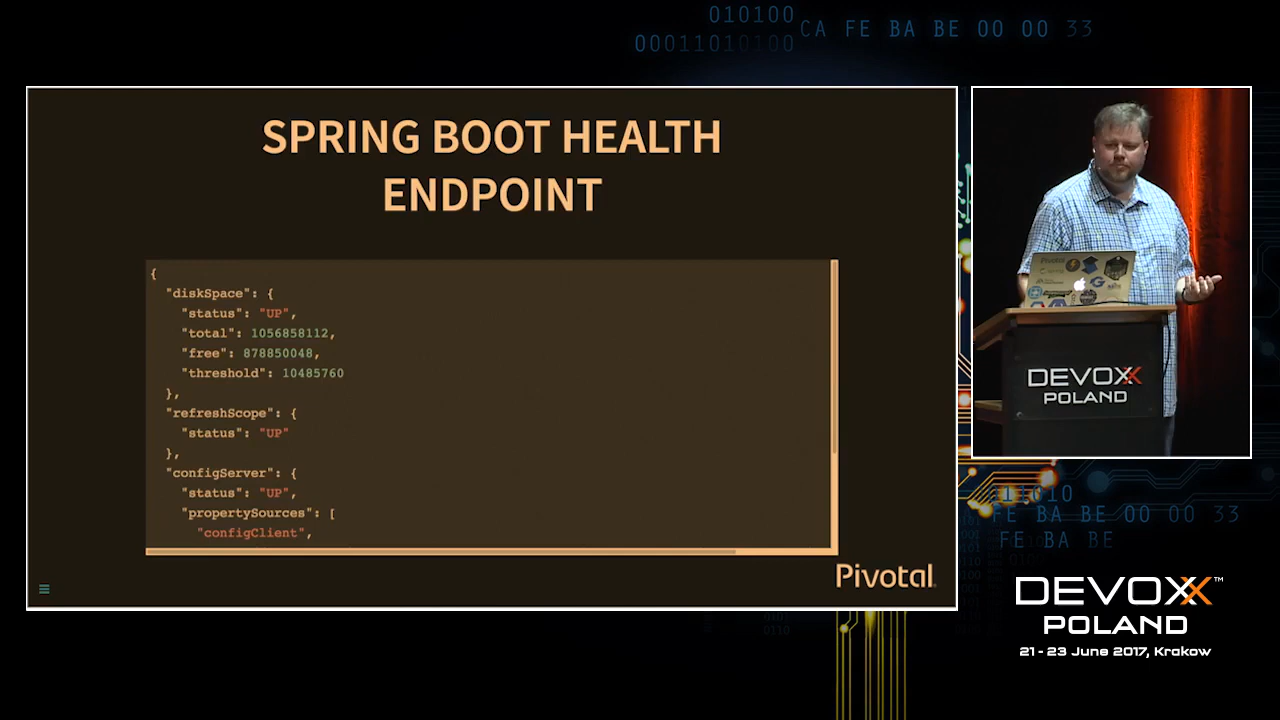 010100
CA FE BA BE 00 00 33
00011010100
SPRING BOOT HEALTH
ENDPOINT
{
"diskSpace": {
"status": "UP",
"total": 1056858112,
"free": 878850048,
"threshold": 10485760
},
"refreshScope": {
"status": "UP"
},
"configServer": {
"status": "UP",
"propertySources": [
"configClient",
Pivotal
Pivotal
DEVOXX
POLAND
FE BA BE 00 00 33
FE BA BE
DEVOXX™
POLAND
21 - 23 June 2017, Krakow